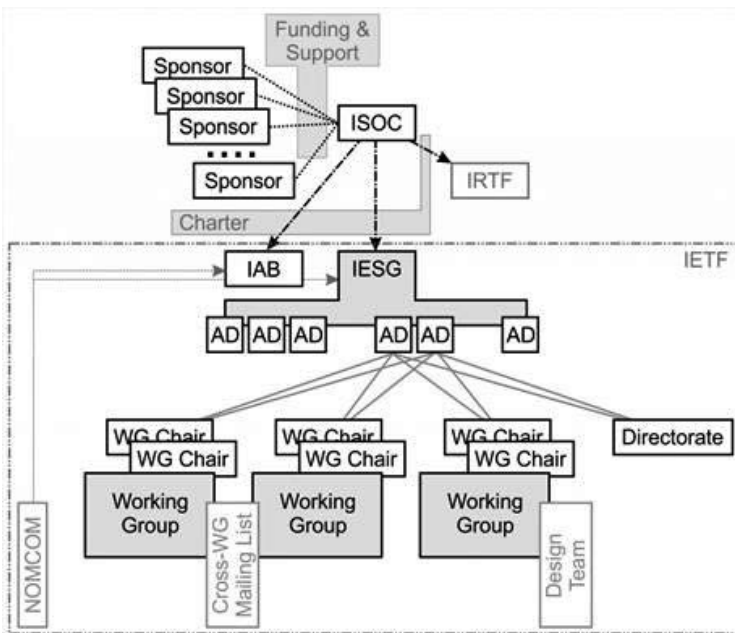 Funding &
Support
Sponsor
Sponsor
Sponsor
Sponsor
ISOC
IRTF
Charter
IETF
IAB
IESG
AD
AD
AD
AD
AD
AD
WG Chair
WG Chair
WG Chair
WG Chair
WG Chair
WG Chair
Directorate
Working
Group
Working
Group
Working
Group
NOMCOM
Cross-WG
Mailing List
Design
Team